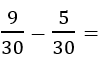 9/30 − 5/30 =